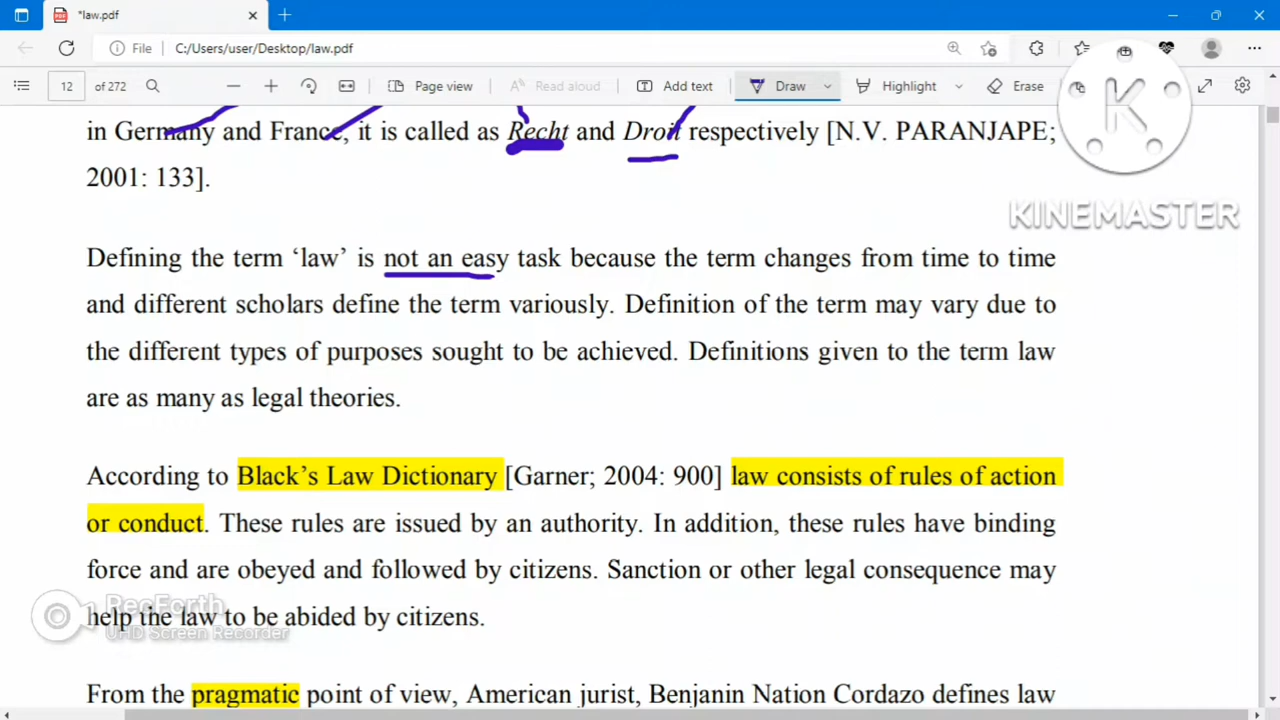 *law.pdf
File C:/Users/user/Desktop/law.pdf
12 of 272 Page view Read aloud Add text Draw Highlight Erase
in Germany and France, it is called as Recht and Droit respectively [N.V. PARANJAPE;
2001: 133].
KINEMASTER
Defining the term ‘law’ is not an easy task because the term changes from time to time
and different scholars define the term variously. Definition of the term may vary due to
the different types of purposes sought to be achieved. Definitions given to the term law
are as many as legal theories.
According to Black’s Law Dictionary [Garner; 2004: 900] law consists of rules of action
or conduct. These rules are issued by an authority. In addition, these rules have binding
force and are obeyed and followed by citizens. Sanction or other legal consequence may
RecForth
help the law to be abided by citizens.
UHD Screen Recorder
From the pragmatic point of view, American jurist, Benjanin Nation Cordazo defines law